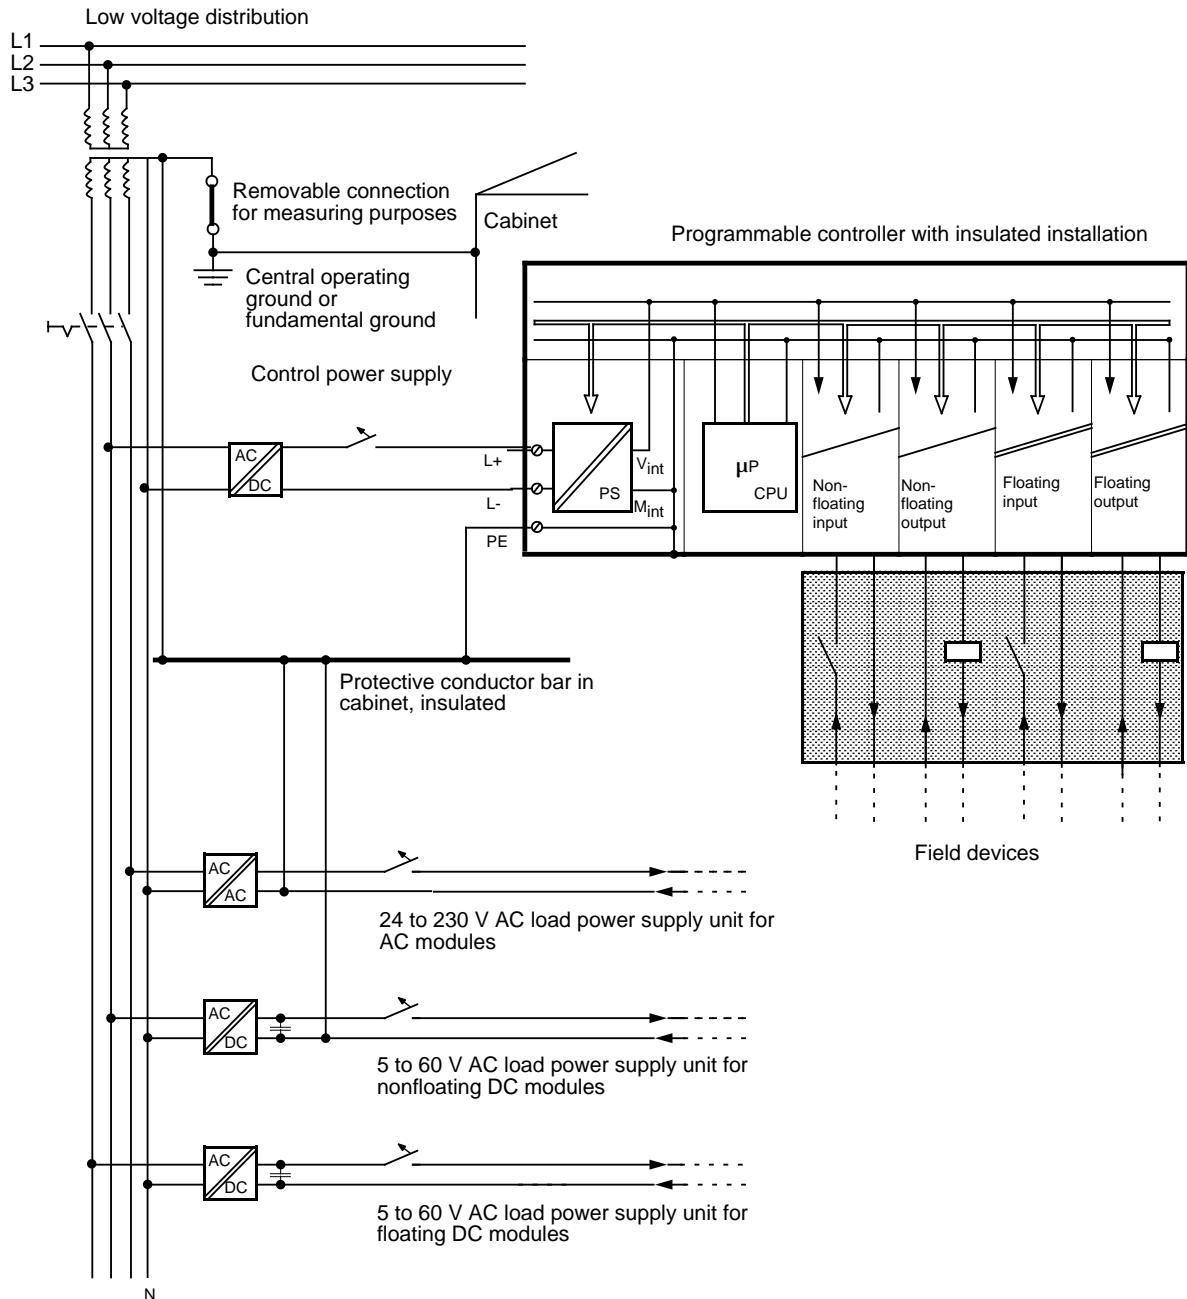 Low voltage distribution
L1
L2
L3
Removable connection
for measuring purposes
Cabinet
Programmable controller with insulated installation
Central operating
ground or
fundamental ground
Control power supply
AC
DC
L+
L-
PE
PS
Vint
Mint
µP
CPU
Non-
floating
input
Non-
floating
output
Floating
input
Floating
output
Protective conductor bar in
cabinet, insulated
Field devices
AC
AC
24 to 230 V AC load power supply unit for
AC modules
AC
DC
5 to 60 V AC load power supply unit for
nonfloating DC modules
AC
DC
5 to 60 V AC load power supply unit for
floating DC modules
N